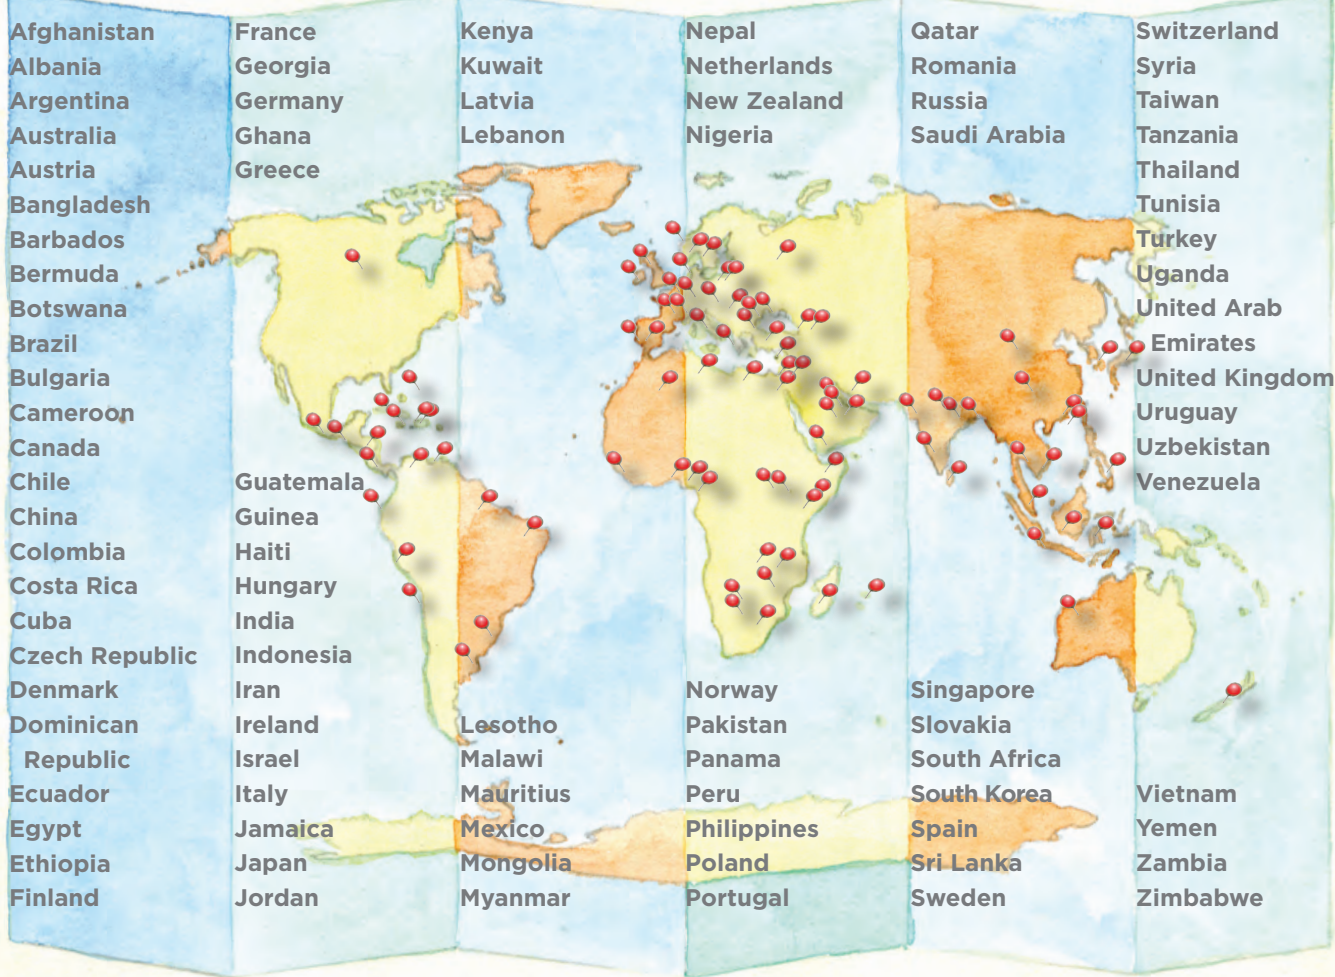 Afghanistan
Albania
Argentina
Australia
Austria
Bangladesh
Barbados
Bermuda
Botswana
Brazil
Bulgaria
Cameroon
Canada
Chile
China
Colombia
Costa Rica
Cuba
Czech Republic
Denmark
Dominican
Republic
Ecuador
Egypt
Ethiopia
Finland
France
Georgia
Germany
Ghana
Greece
Guatemala
Guinea
Haiti
Hungary
India
Indonesia
Iran
Ireland
Israel
Italy
Jamaica
Japan
Jordan
Kenya
Kuwait
Latvia
Lebanon
Lesotho
Malawi
Mauritius
Mexico
Mongolia
Myanmar
Nepal
Netherlands
New Zealand
Nigeria
Norway
Pakistan
Panama
Peru
Philippines
Poland
Portugal
Qatar
Romania
Russia
Saudi Arabia
Singapore
Slovakia
South Africa
South Korea
Spain
Sri Lanka
Sweden
Switzerland
Syria
Taiwan
Tanzania
Thailand
Tunisia
Turkey
Uganda
United Arab
Emirates
United Kingdom
Uruguay
Uzbekistan
Venezuela
Vietnam
Yemen
Zambia
Zimbabwe